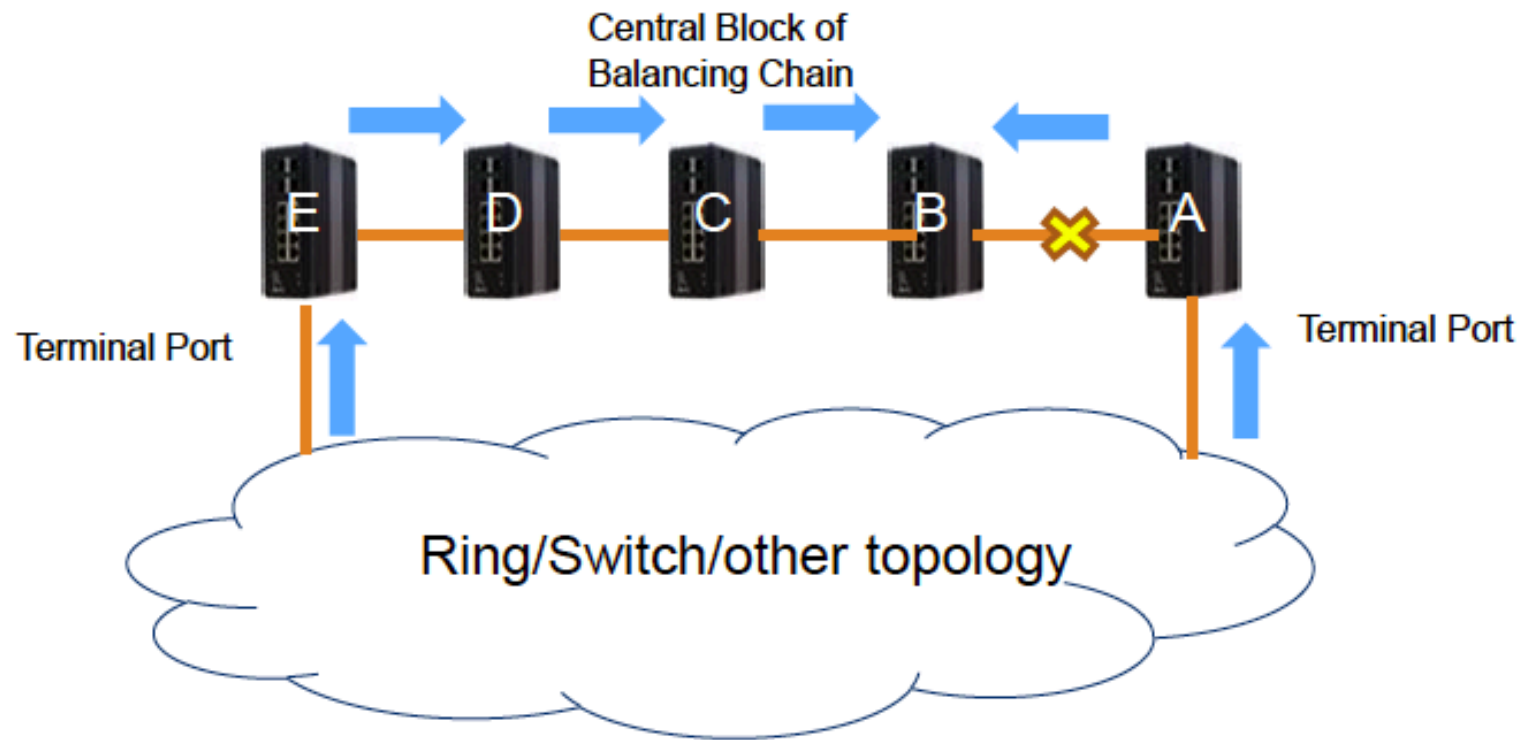 Central Block of
Balancing Chain
E
D
C
B
A
Terminal Port
Terminal Port
Ring/Switch/other topology